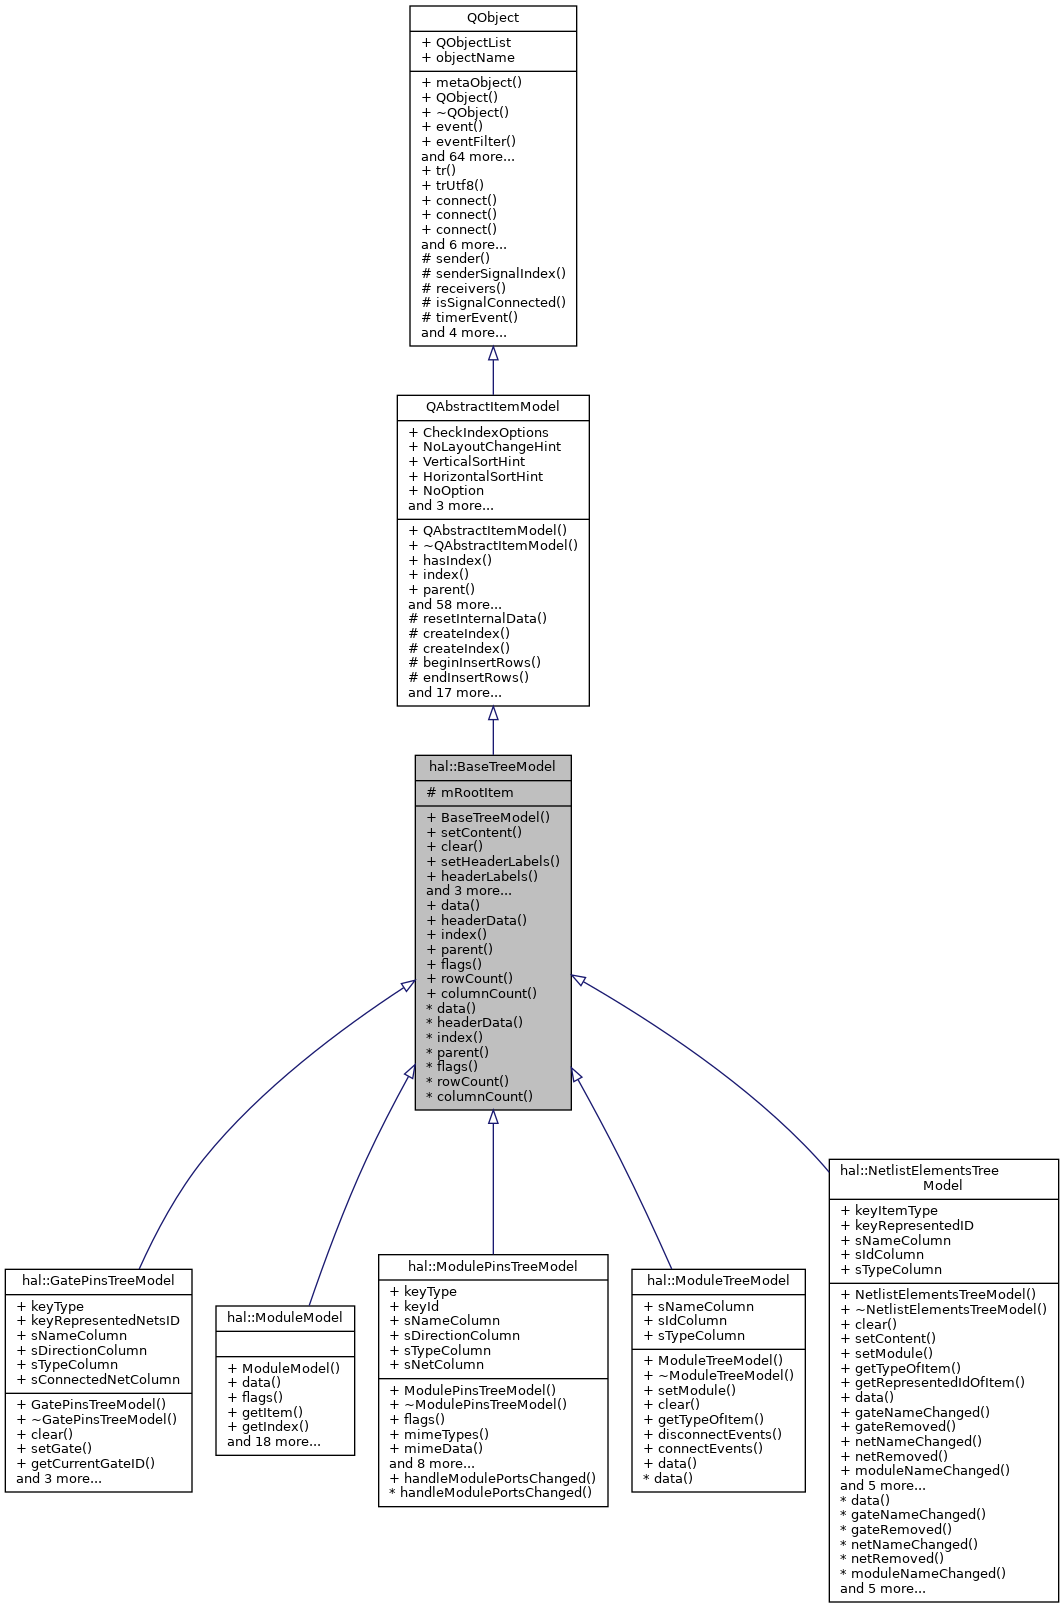 QObject
+ QObjectList
+ objectName
+ metaObject()
+ QObject()
+ ~QObject()
+ event()
+ eventFilter()
and 64 more...
+ tr()
+ trUtf8()
+ connect()
+ connect()
+ connect()
and 6 more...
# sender()
# senderSignalIndex()
# receivers()
# isSignalConnected()
# timerEvent()
and 4 more...
QAbstractItemModel
+ CheckIndexOptions
+ NoLayoutChangeHint
+ VerticalSortHint
+ HorizontalSortHint
+ NoOption
and 3 more...
+ QAbstractItemModel()
+ ~QAbstractItemModel()
+ hasIndex()
+ index()
+ parent()
and 58 more...
# resetInternalData()
# createIndex()
# createIndex()
# beginInsertRows()
# endInsertRows()
and 17 more...
hal::BaseTreeModel
# mRootItem
+ BaseTreeModel()
+ setContent()
+ clear()
+ setHeaderLabels()
+ headerLabels()
and 3 more...
+ data()
+ headerData()
+ index()
+ parent()
+ flags()
+ rowCount()
+ columnCount()
* data()
* headerData()
* index()
* parent()
* flags()
* rowCount()
* columnCount()
hal::GatePinsTreeModel
+ keyType
+ keyRepresentedNetsID
+ sNameColumn
+ sDirectionColumn
+ sTypeColumn
+ sConnectedNetColumn
+ GatePinsTreeModel()
+ ~GatePinsTreeModel()
+ clear()
+ setGate()
+ getCurrentGateID()
and 3 more...
hal::ModuleModel
+ ModuleModel()
+ data()
+ flags()
+ getItem()
+ getIndex()
and 18 more...
hal::ModulePinsTreeModel
+ keyType
+ keyId
+ sNameColumn
+ sDirectionColumn
+ sTypeColumn
+ sNetColumn
+ ModulePinsTreeModel()
+ ~ModulePinsTreeModel()
+ flags()
+ mimeTypes()
+ mimeData()
and 8 more...
+ handleModulePortsChanged()
* handleModulePortsChanged()
hal::ModuleTreeModel
+ sNameColumn
+ sIdColumn
+ sTypeColumn
+ ModuleTreeModel()
+ ~ModuleTreeModel()
+ setModule()
+ clear()
+ getTypeOfItem()
+ disconnectEvents()
+ connectEvents()
+ data()
* data()
hal::NetlistElementsTree
Model
+ keyItemType
+ keyRepresentedID
+ sNameColumn
+ sIdColumn
+ sTypeColumn
+ NetlistElementsTreeModel()
+ ~NetlistElementsTreeModel()
+ clear()
+ setContent()
+ setModule()
+ getTypeOfItem()
+ getRepresentedIdOfItem()
+ data()
+ gateNameChanged()
+ gateRemoved()
+ netNameChanged()
+ netRemoved()
+ moduleNameChanged()
and 5 more...
* data()
* gateNameChanged()
* gateRemoved()
* netNameChanged()
* netRemoved()
* moduleNameChanged()
and 5 more...